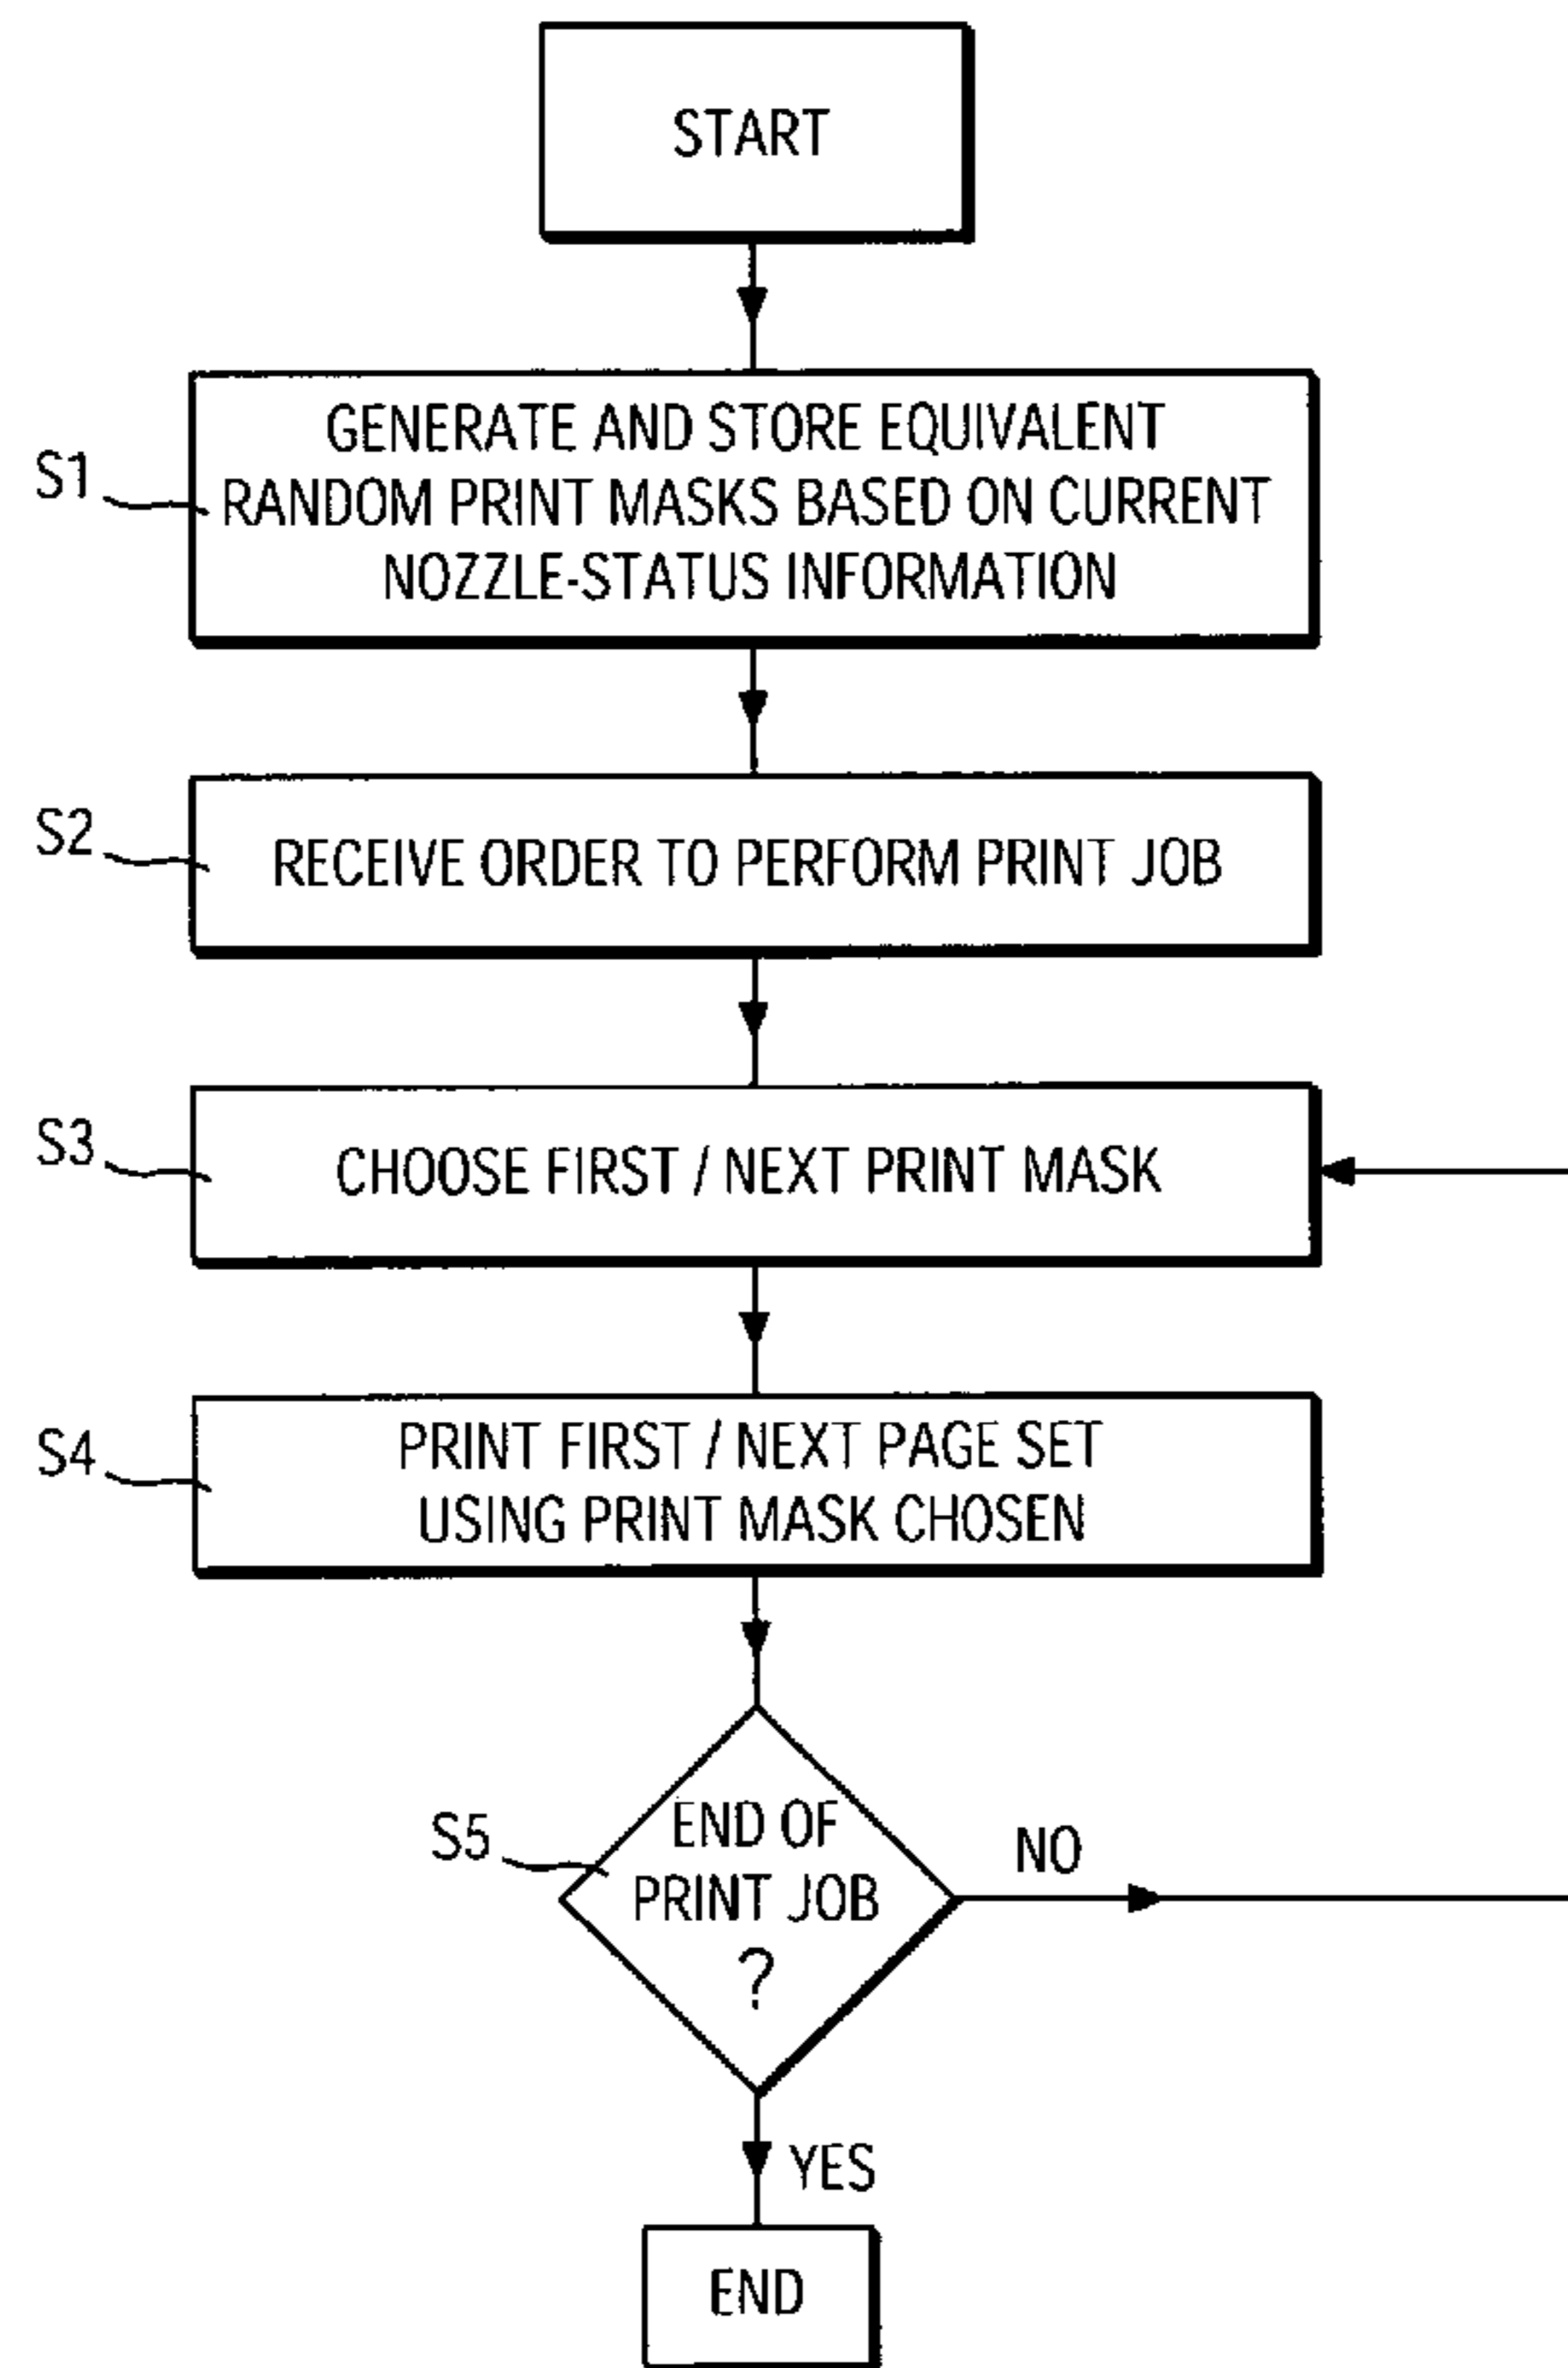 START
S1
GENERATE AND STORE EQUIVALENT
RANDOM PRINT MASKS BASED ON CURRENT
NOZZLE-STATUS INFORMATION
S2
RECEIVE ORDER TO PERFORM PRINT JOB
S3
CHOOSE FIRST / NEXT PRINT MASK
S4
PRINT FIRST / NEXT PAGE SET
USING PRINT MASK CHOSEN
S5
END OF
PRINT JOB
?
NO
YES
END